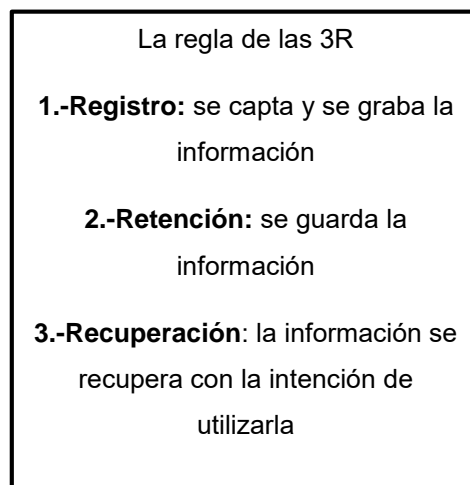 La regla de las 3R
1.-Registro: se capta y se graba la
información
2.-Retención: se guarda la
información
3.-Recuperación: la información se
recupera con la intención de
utilizarla